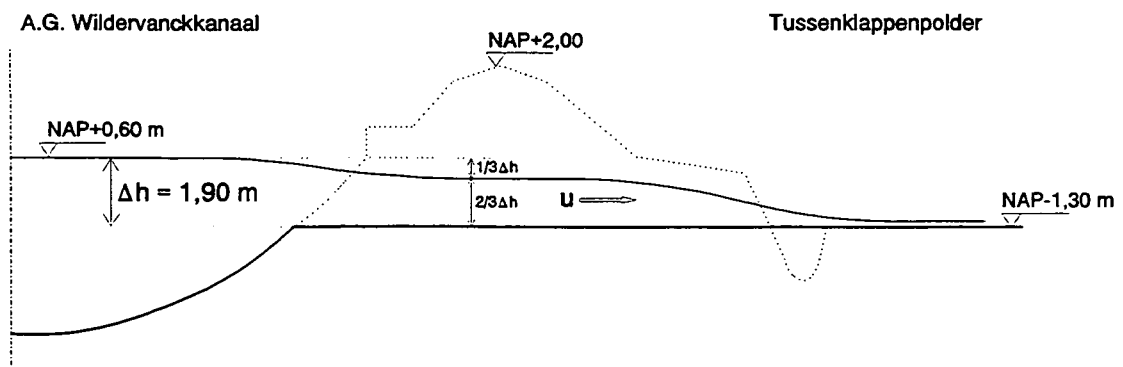 A.G. Wildervanckkanaal
Tussenklappenpolder
NAP+2,00
NAP+0,60 m
1/3Δh
Δh = 1,90 m
2/3Δh
u
NAP-1,30 m